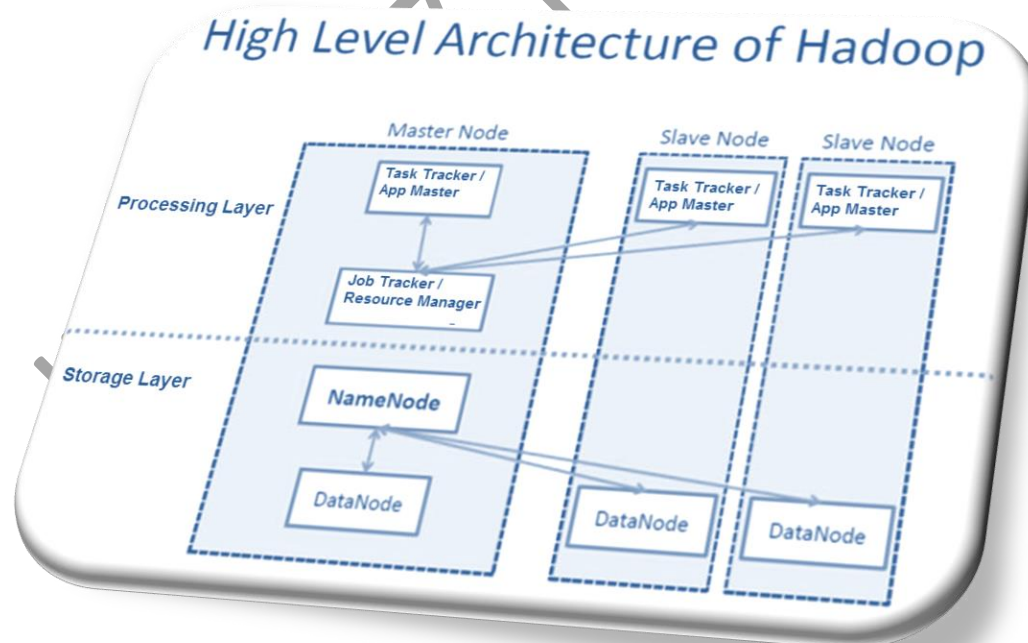 High Level Architecture of Hadoop
Master Node
Slave Node
Slave Node
Processing Layer
Task Tracker /
App Master
Task Tracker /
App Master
Task Tracker /
App Master
Job Tracker /
Resource Manager
Storage Layer
NameNode
DataNode
DataNode
DataNode